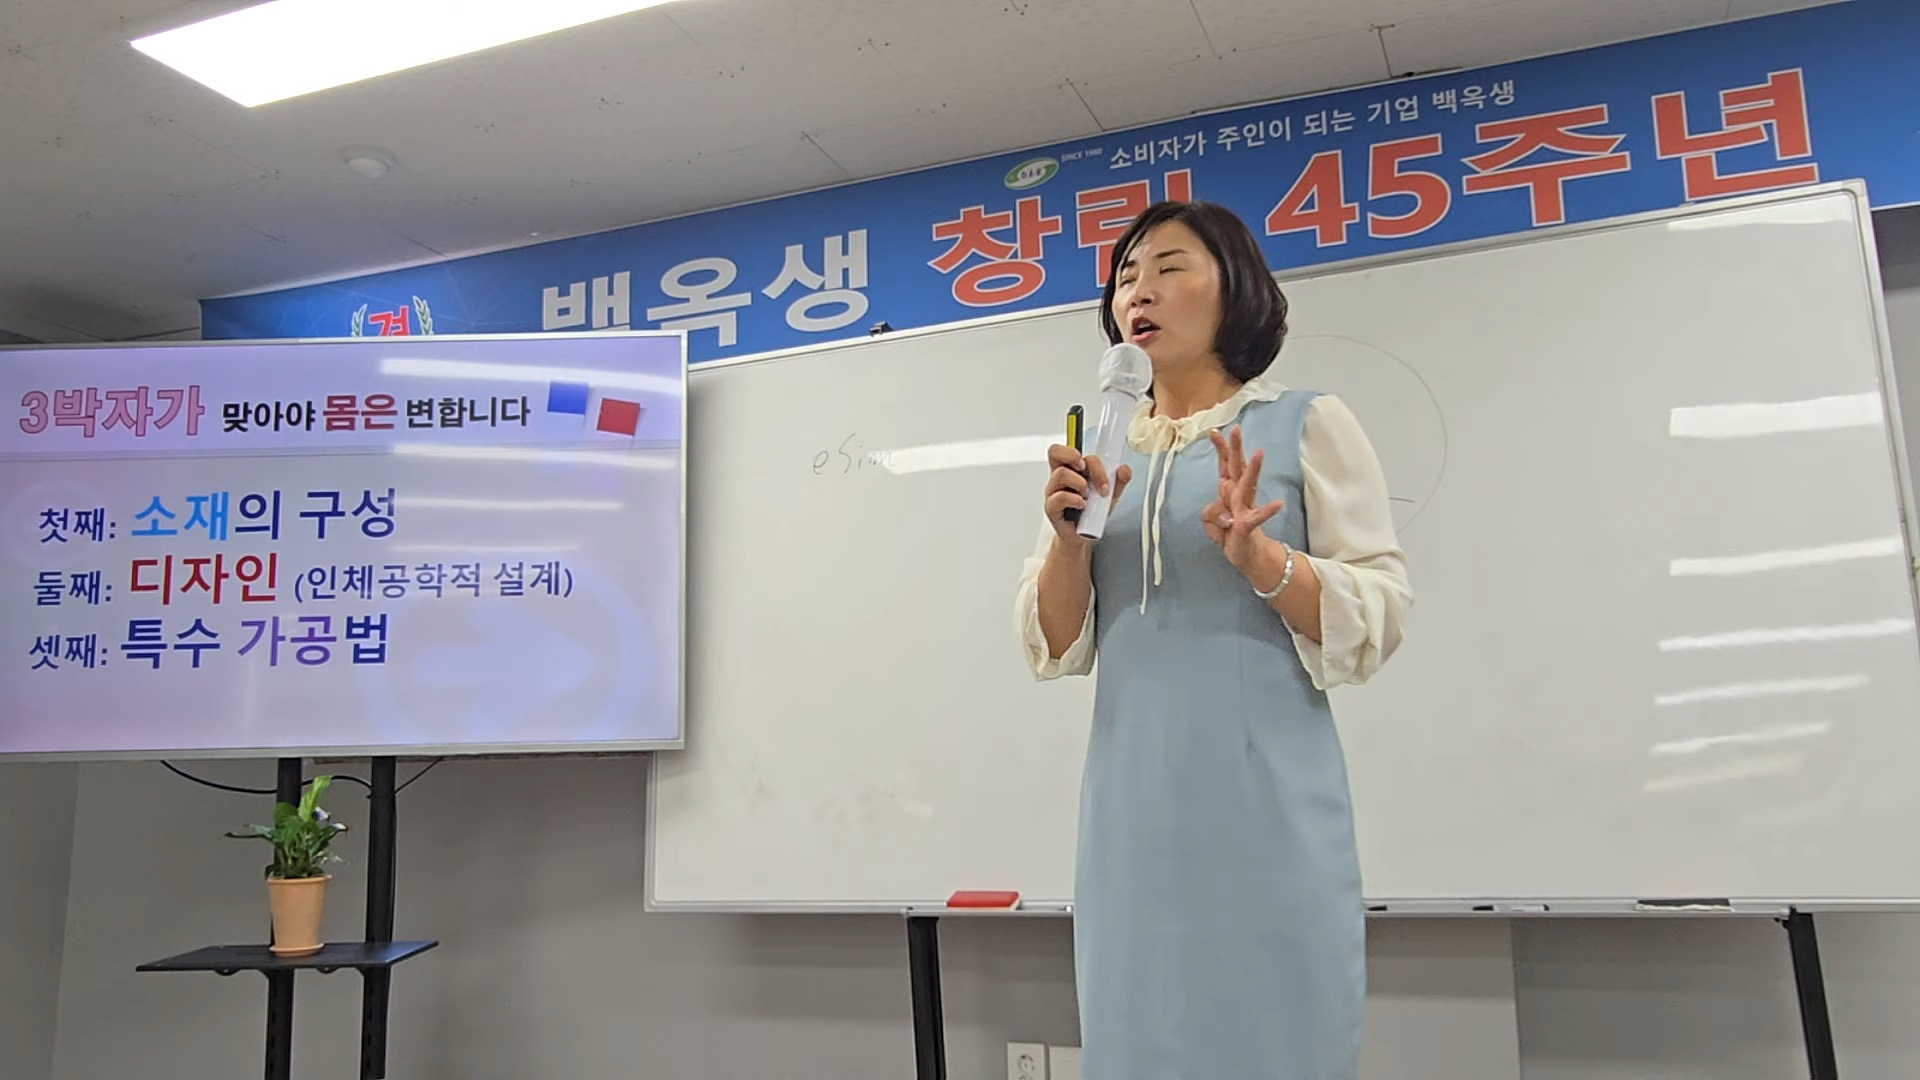 소비자가 주인이 되는 기업 백옥생
SINCE 1980
경
백옥생 창립 45주년
3박자가 맞아야 몸은 변합니다
첫째: 소재의 구성
둘째: 디자인 (인체공학적 설계)
셋째: 특수 가공법